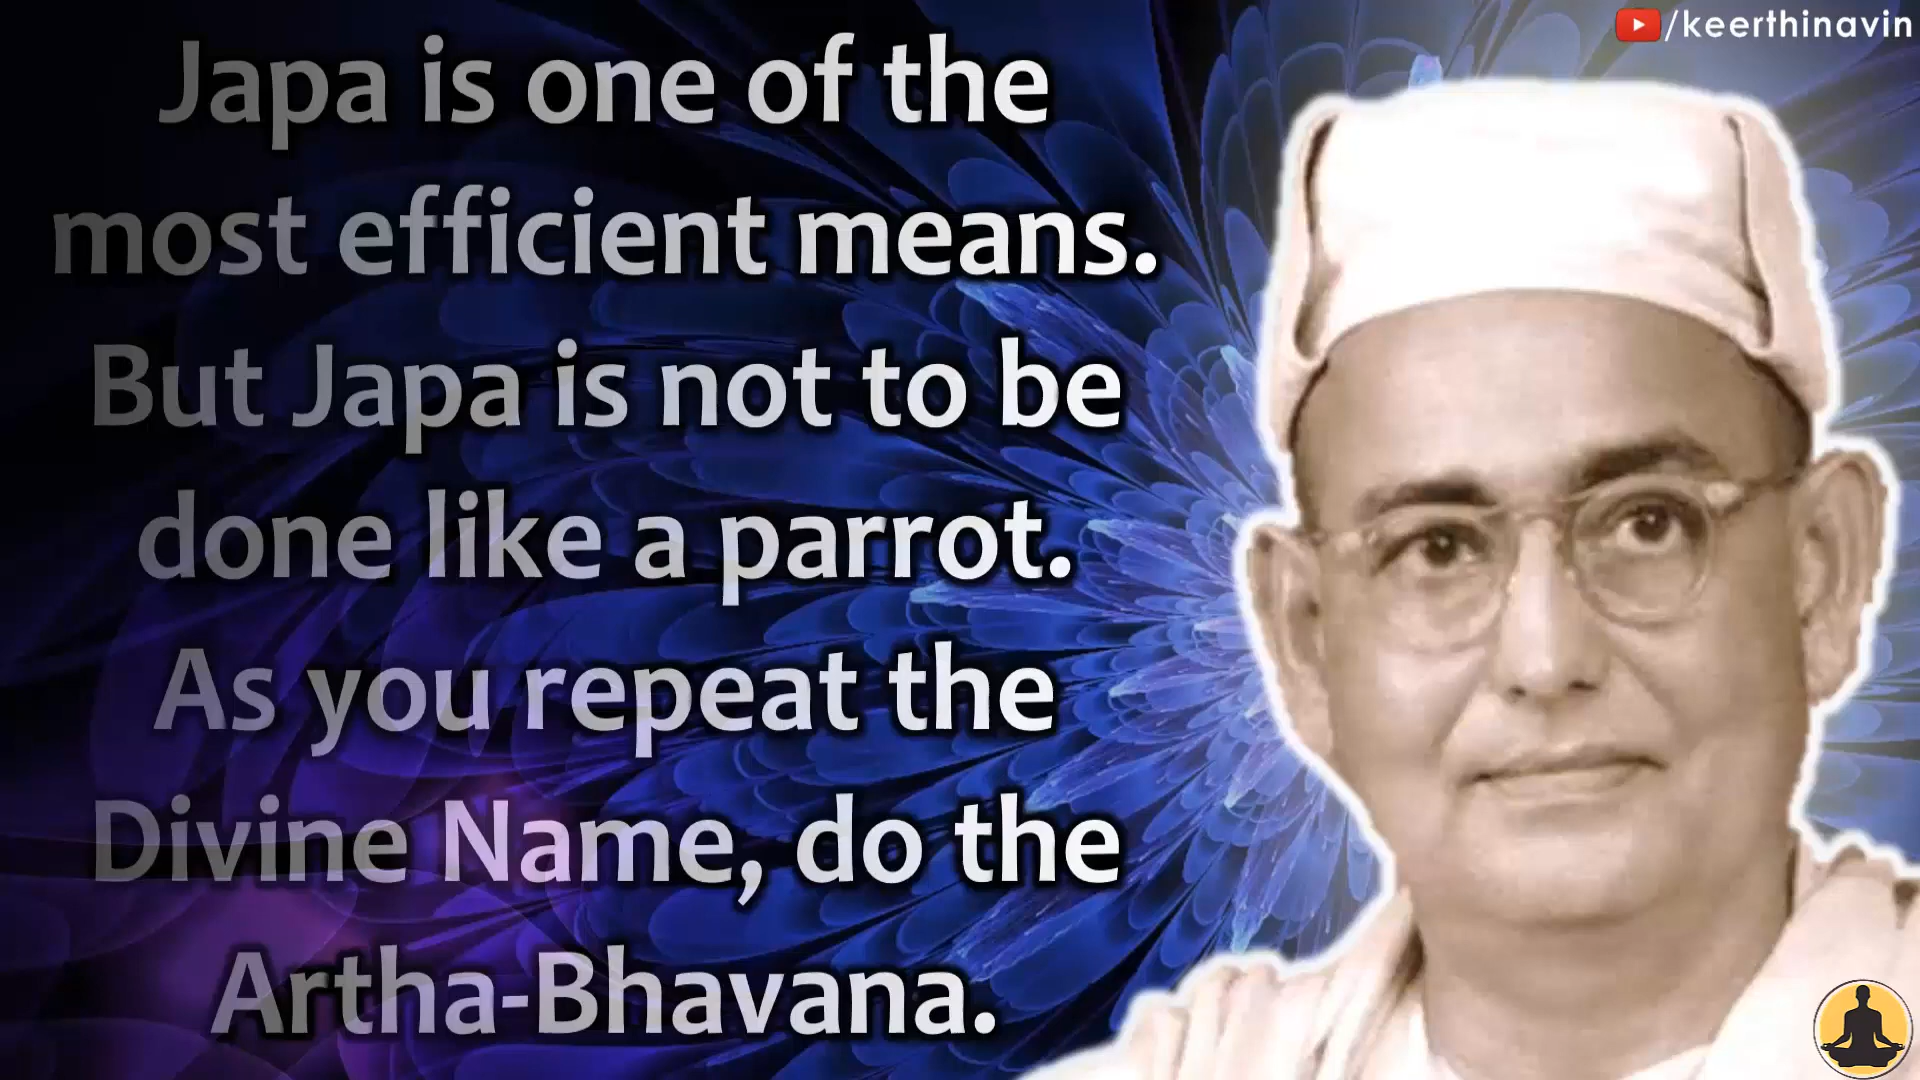 /keerthinavin
Japa is one of the
most efficient means.
But Japa is not to be
done like a parrot.
As you repeat the
Divine Name, do the
Artha-Bhavana.